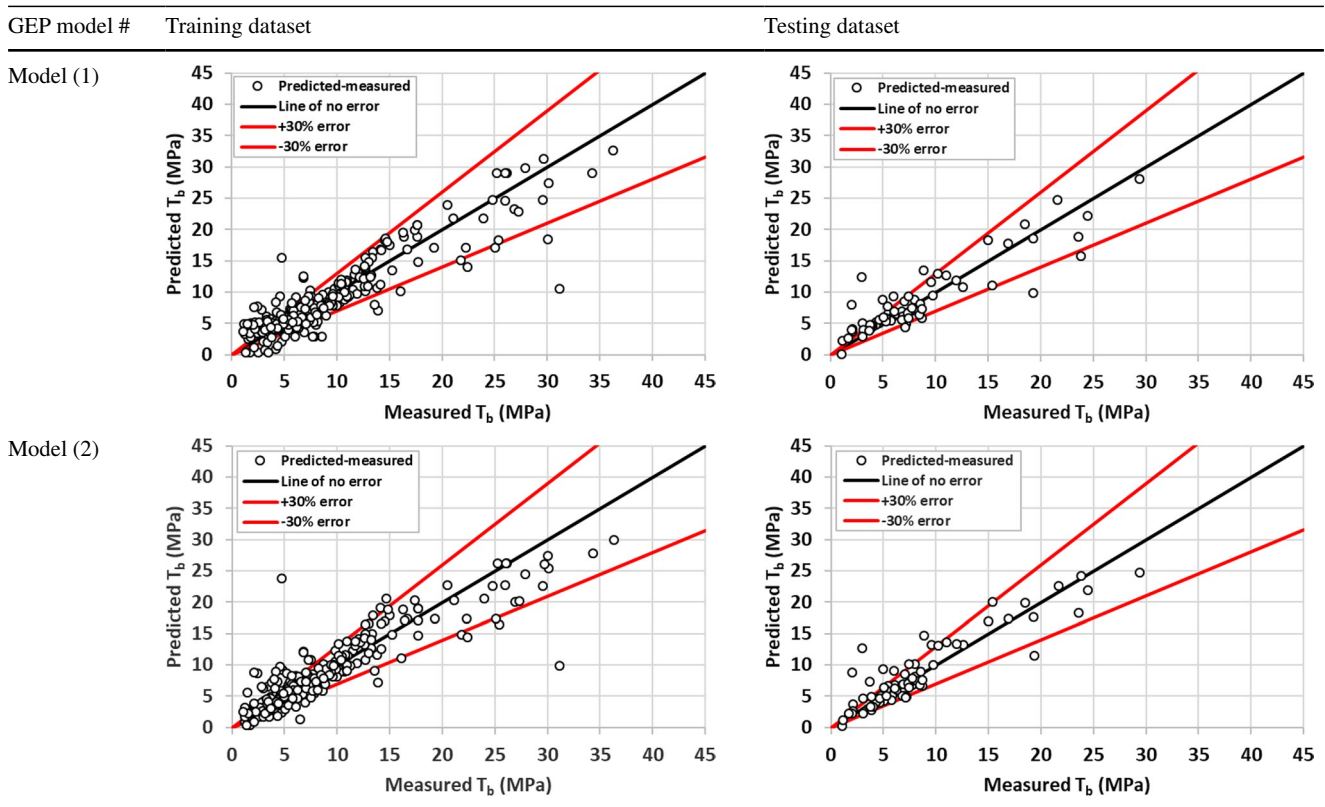 GEP model # Training dataset Testing dataset
Model (1)
45
40
35
30
25
20
15
10
5
0
Predicted T_b (MPa)
Predicted-measured
Line of no error
+30% error
-30% error
0 5 10 15 20 25 30 35 40 45
Measured T_b (MPa)
45
40
35
30
25
20
15
10
5
0
Predicted T_b (MPa)
Predicted-measured
Line of no error
+30% error
-30% error
0 5 10 15 20 25 30 35 40 45
Measured T_b (MPa)
Model (2)
45
40
35
30
25
20
15
10
5
0
Predicted T_b (MPa)
Predicted-measured
Line of no error
+30% error
-30% error
0 5 10 15 20 25 30 35 40 45
Measured T_b (MPa)
45
40
35
30
25
20
15
10
5
0
Predicted T_b (MPa)
Predicted-measured
Line of no error
+30% error
-30% error
0 5 10 15 20 25 30 35 40 45
Measured T_b (MPa)